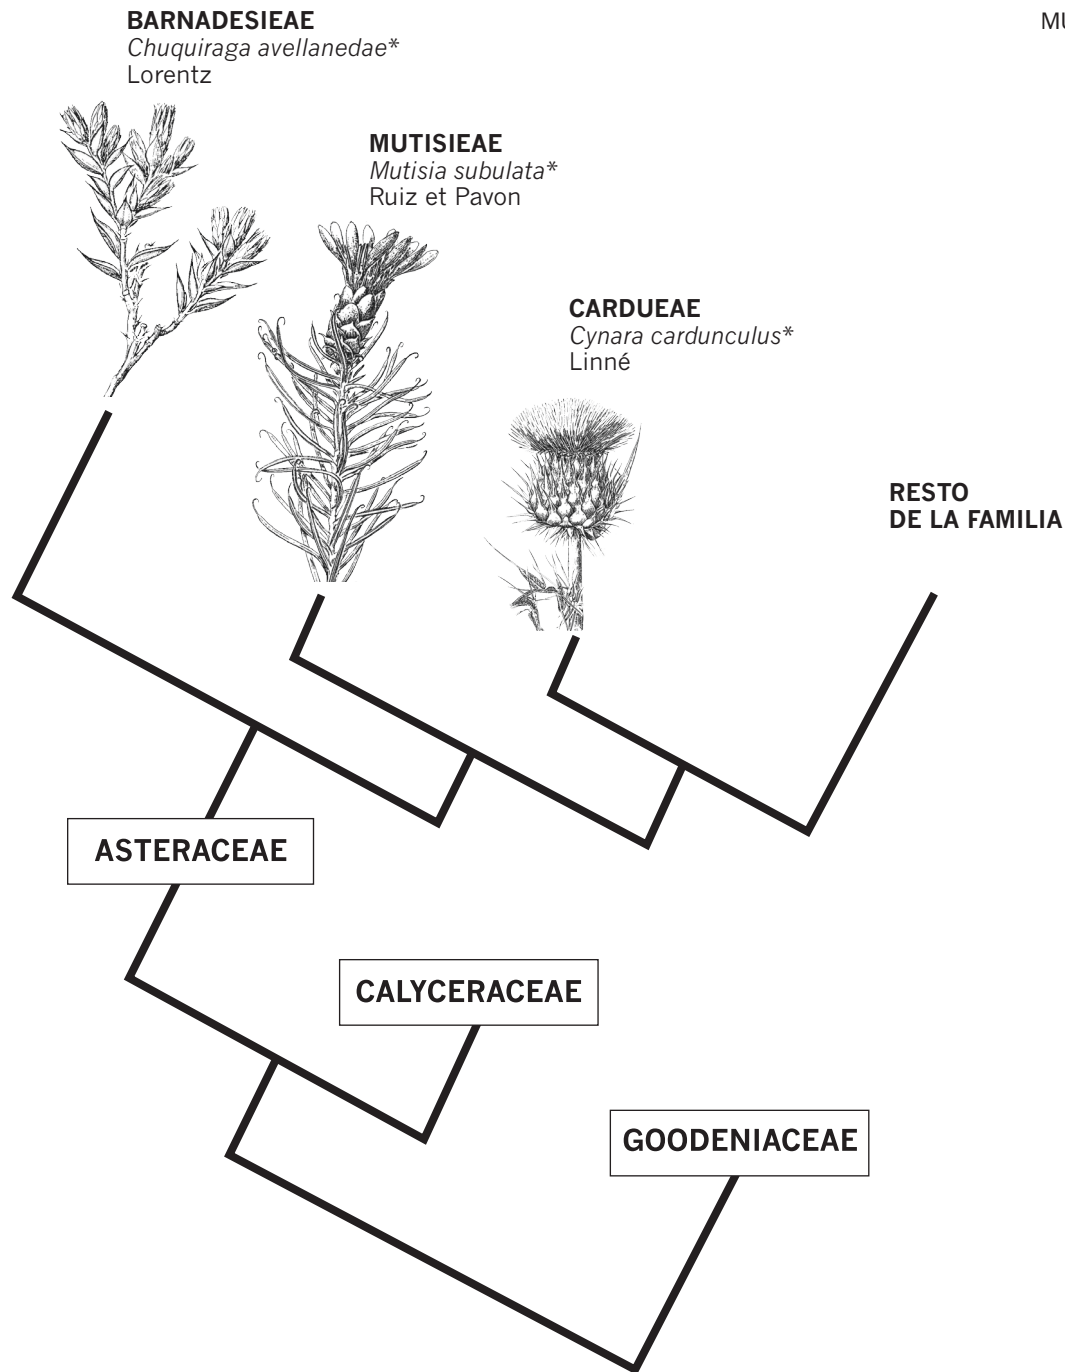 BARNADESIEAE
Chuquiraga avellanedae*
Lorentz
MUTISIEAE
Mutisia subulata*
Ruiz et Pavon
CARDUEAE
Cynara cardunculus*
Linné
RESTO
DE LA FAMILIA
ASTERACEAE
CALYCERACEAE
GOODENIACEAE